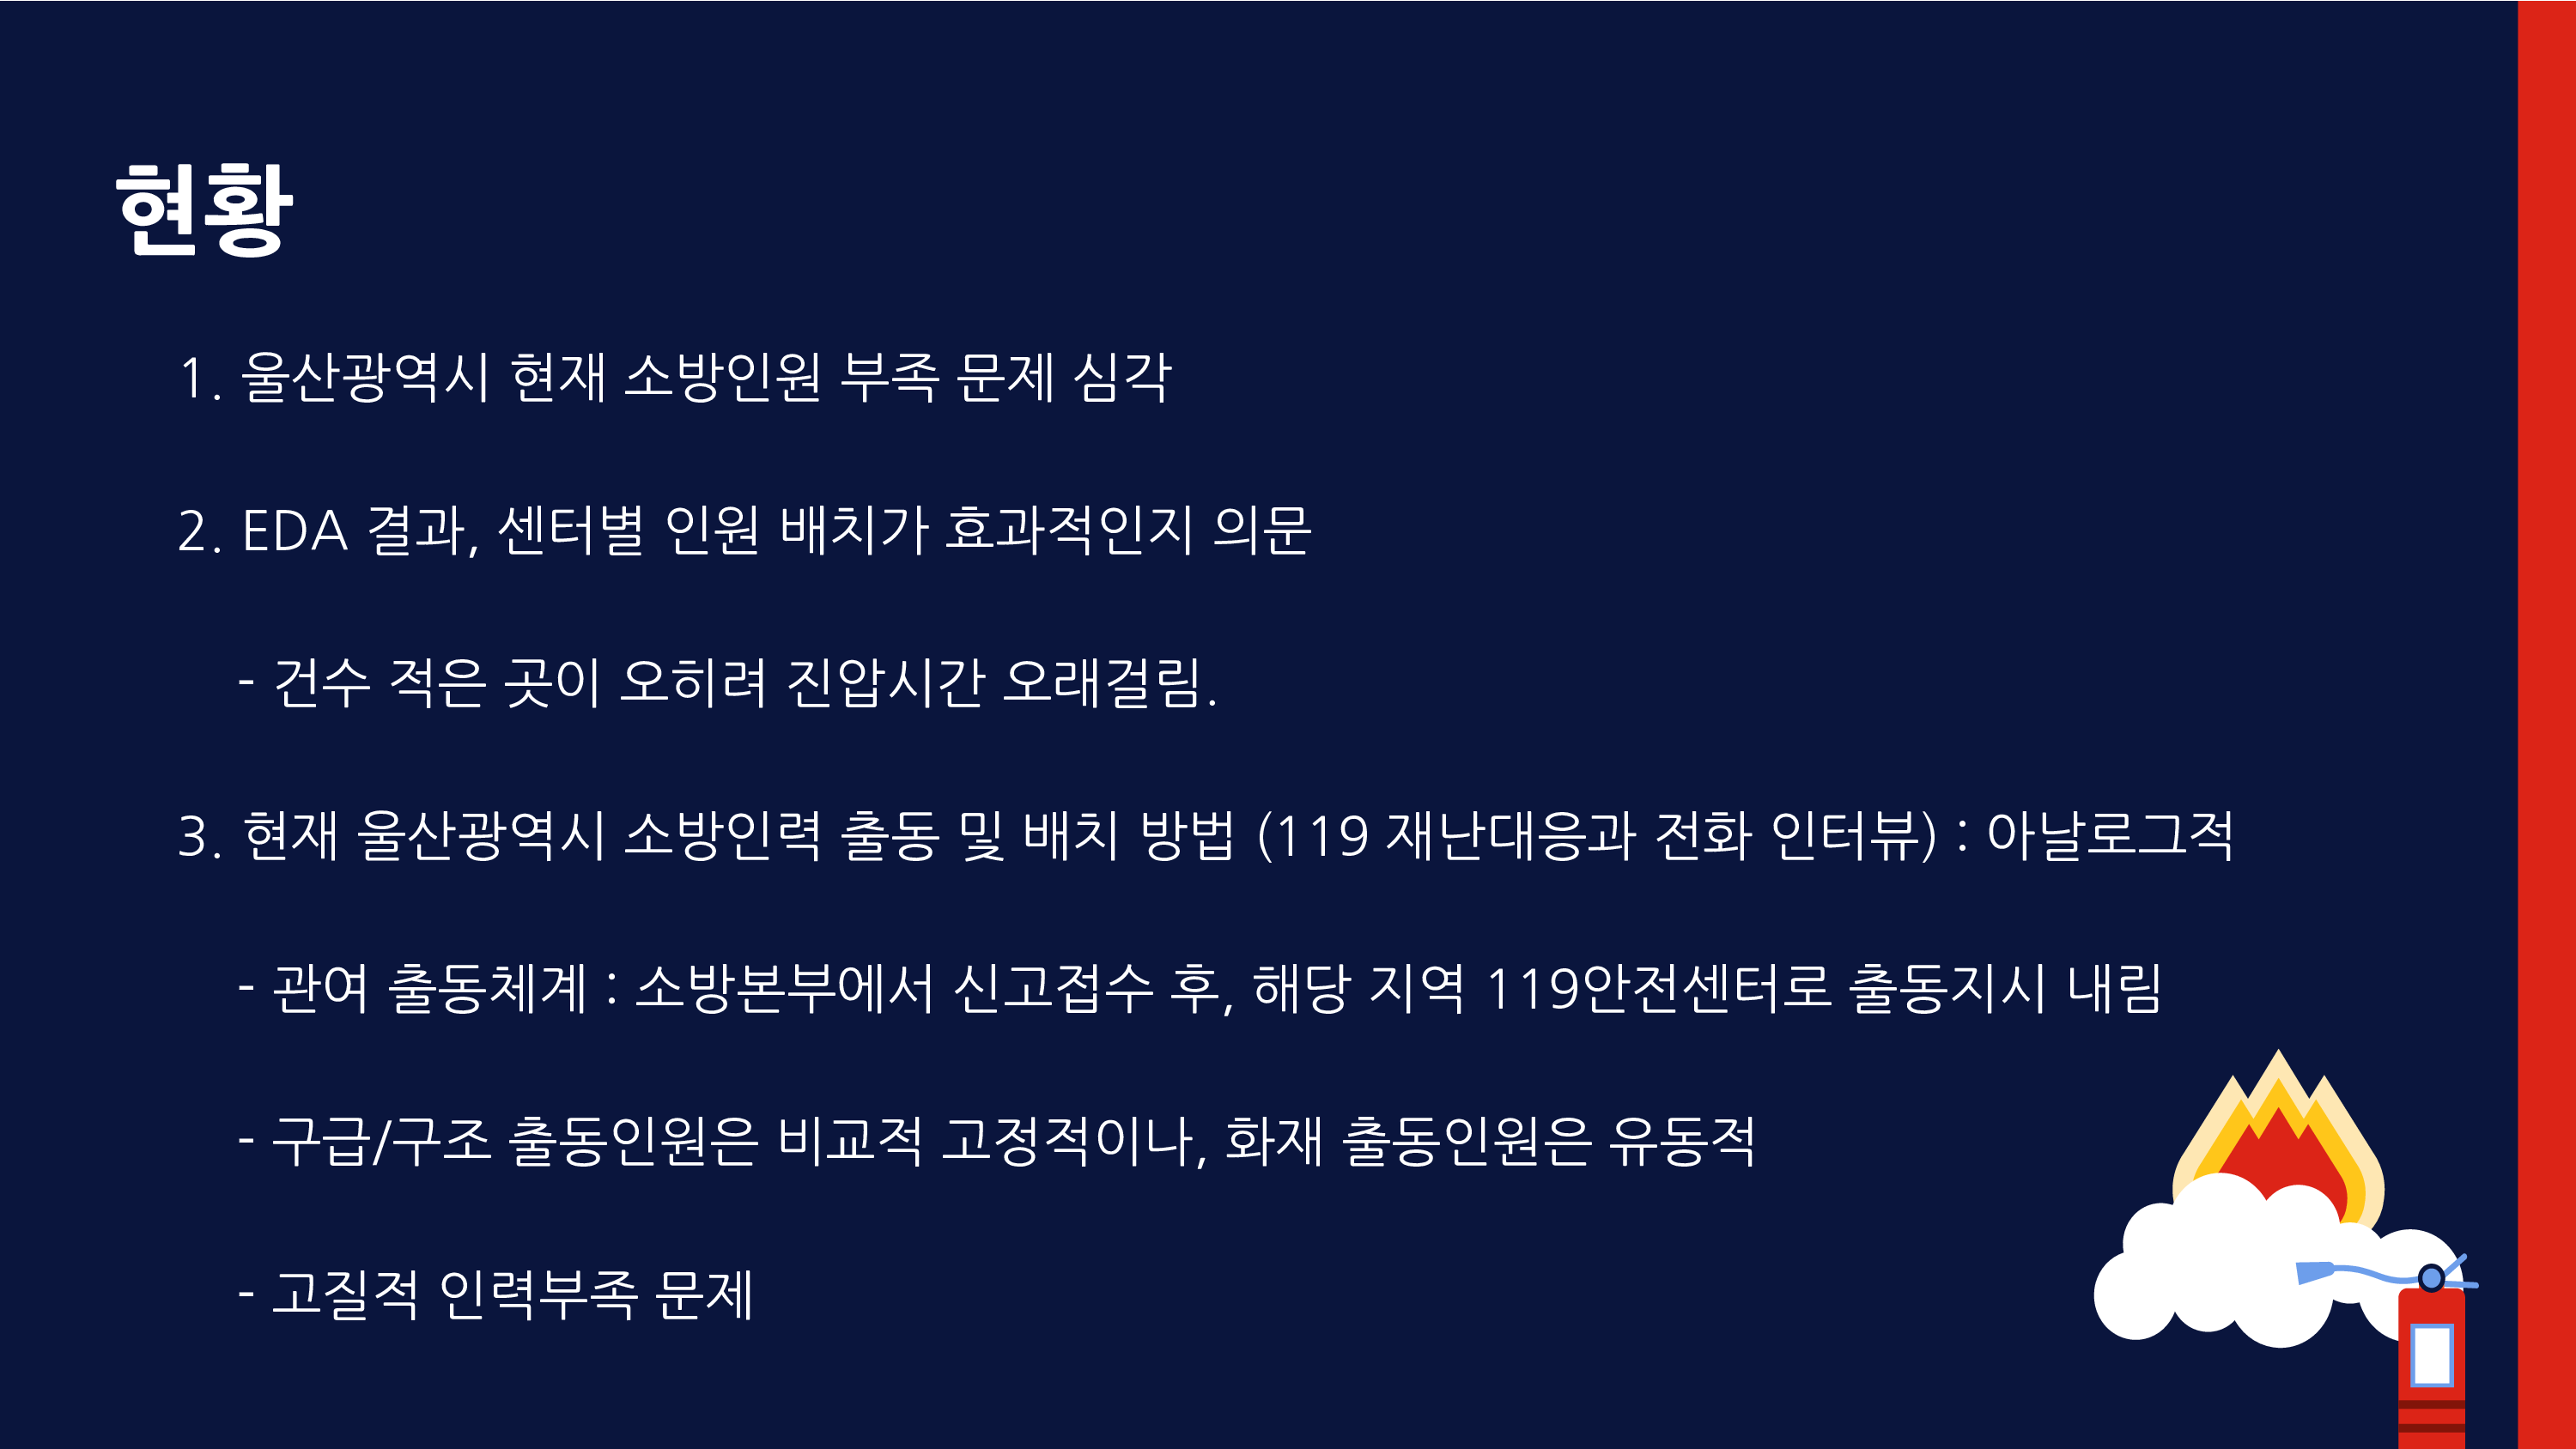 현황
1. 울산광역시 현재 소방인원 부족 문제 심각
2. EDA 결과, 센터별 인원 배치가 효과적인지 의문
- 건수 적은 곳이 오히려 진압시간 오래걸림.
3. 현재 울산광역시 소방인력 출동 및 배치 방법 (119 재난대응과 전화 인터뷰) : 아날로그적
- 관여 출동체계 : 소방본부에서 신고접수 후, 해당 지역 119안전센터로 출동지시 내림
- 구급/구조 출동인원은 비교적 고정적이나, 화재 출동인원은 유동적
- 고질적 인력부족 문제